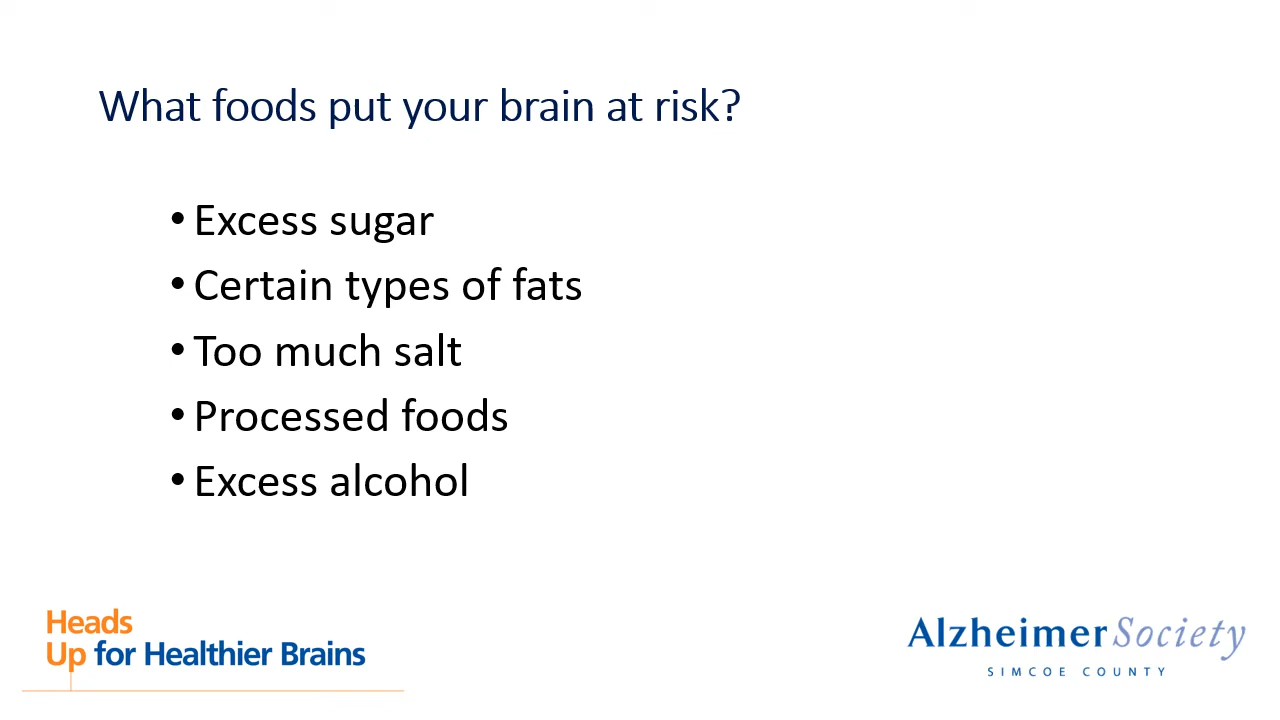 What foods put your brain at risk?
• Excess sugar
• Certain types of fats
• Too much salt
• Processed foods
• Excess alcohol
Heads
Up for Healthier Brains
Alzheimer Society
SIMCOE COUNTY